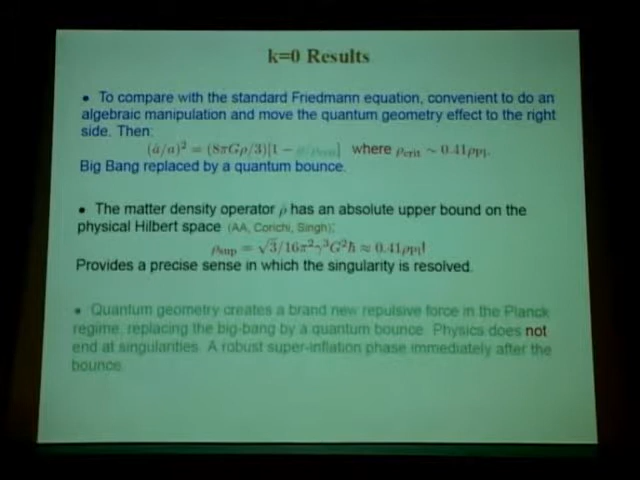 k=0 Results
• To compare with the standard Friedmann equation, convenient to do an
algebraic manipulation and move the quantum geometry effect to the right
side. Then:
(ȧ/a)² = (8πGρ/3)[1 − ρ/ρcrit] where ρcrit ~ 0.41ρPl.
Big Bang replaced by a quantum bounce.
• The matter density operator ρ̂ has an absolute upper bound on the
physical Hilbert space (AA, Corichi, Singh):
ρsup = √3/16π²γ³G²ħ ≈ 0.41ρPl!
Provides a precise sense in which the singularity is resolved.
• Quantum geometry creates a brand new repulsive force in the Planck
regime, replacing the big-bang by a quantum bounce. Physics does not
end at singularities. A robust super-inflation phase immediately after the
bounce.